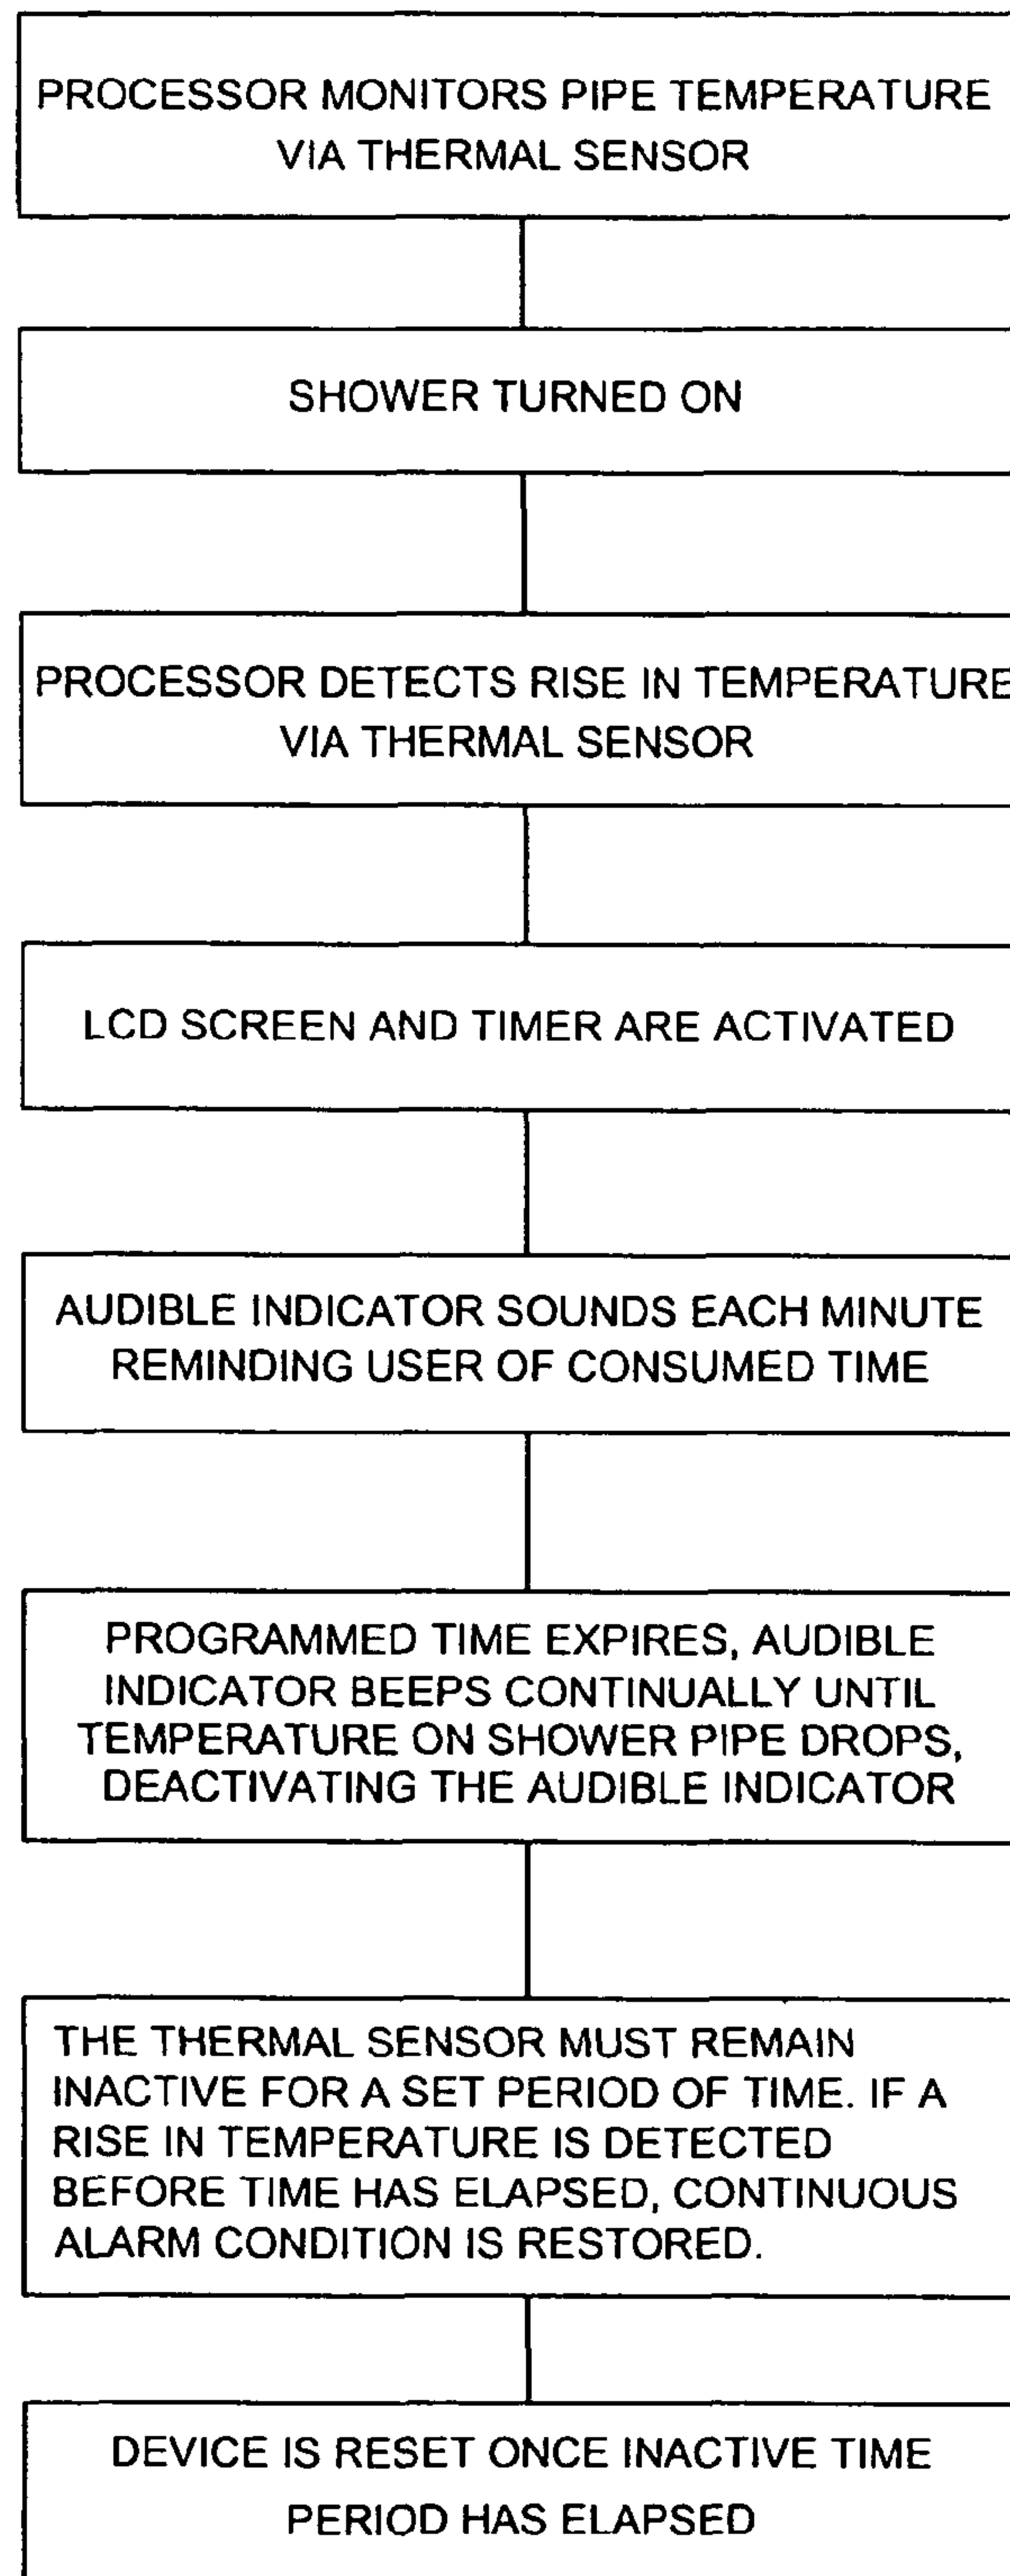 PROCESSOR MONITORS PIPE TEMPERATURE
VIA THERMAL SENSOR
SHOWER TURNED ON
PROCESSOR DETECTS RISE IN TEMPERATURE
VIA THERMAL SENSOR
LCD SCREEN AND TIMER ARE ACTIVATED
AUDIBLE INDICATOR SOUNDS EACH MINUTE
REMINDING USER OF CONSUMED TIME
PROGRAMMED TIME EXPIRES, AUDIBLE
INDICATOR BEEPS CONTINUALLY UNTIL
TEMPERATURE ON SHOWER PIPE DROPS,
DEACTIVATING THE AUDIBLE INDICATOR
THE THERMAL SENSOR MUST REMAIN
INACTIVE FOR A SET PERIOD OF TIME. IF A
RISE IN TEMPERATURE IS DETECTED
BEFORE TIME HAS ELAPSED, CONTINUOUS
ALARM CONDITION IS RESTORED.
DEVICE IS RESET ONCE INACTIVE TIME
PERIOD HAS ELAPSED